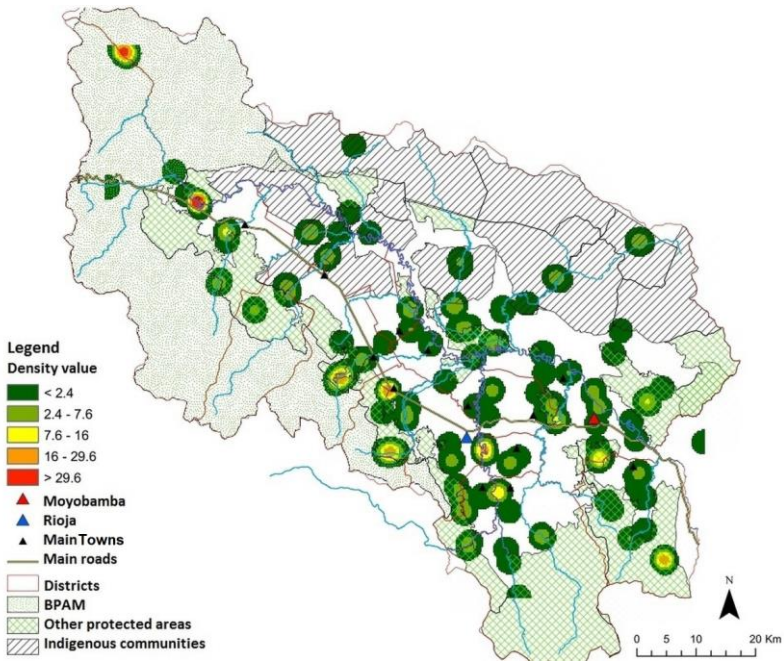 Legend
Density value
< 2.4
2.4 - 7.6
7.6 - 16
16 - 29.6
> 29.6
Moyobamba
Rioja
MainTowns
Main roads
Districts
BPAM
Other protected areas
Indigenous communities
N
0 5 10 20 Km